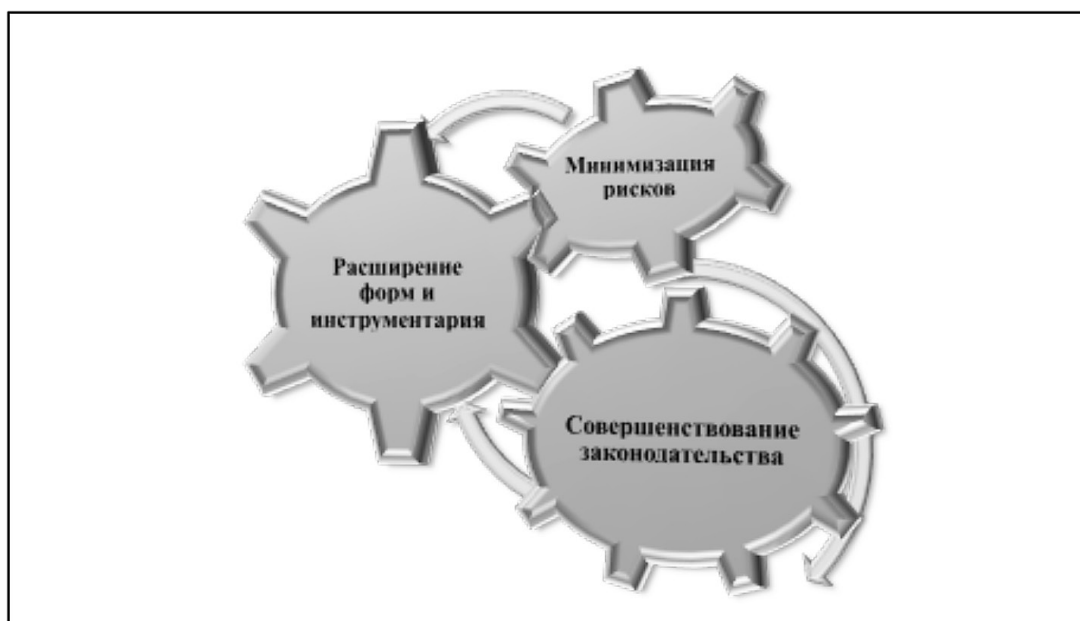 Минимизация
рисков
Расширение
форм и
инструментария
Совершенствование
законодательства